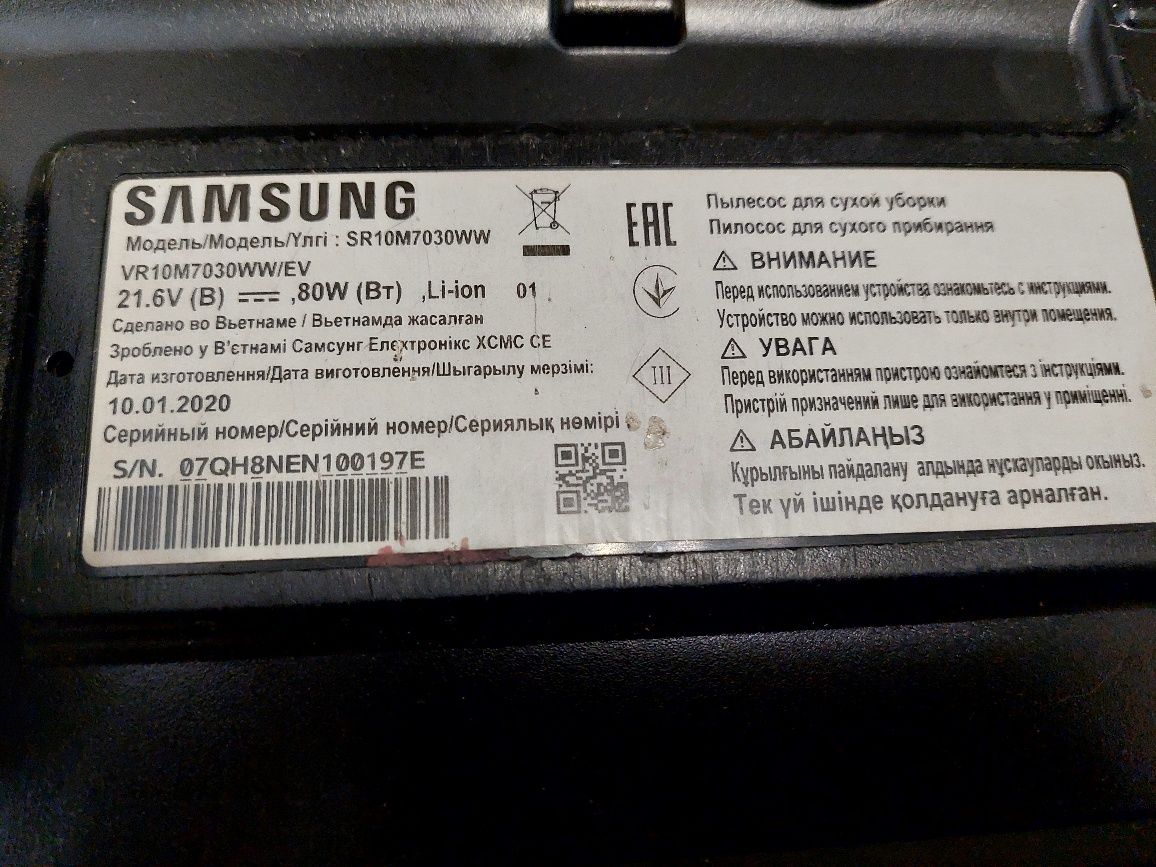 SAMSUNG
Модель/Модель/Үлгі : SR10M7030WW
VR10M7030WW/EV
21.6V (В) ⎓ ,80W (Вт) ,Li-ion 01
Сделано во Вьетнаме / Вьетнамда жасалған
Зроблено у В'єтнамі Самсунг Електронікс ХСМС СЕ
Дата изготовления/Дата виготовлення/Шығарылу мерзімі:
10.01.2020
Серийный номер/Серійний номер/Сериялық нөмірі
S/N. 07QH8NEN100197E
EAC
III
Пылесос для сухой уборки
Пилосос для сухого прибирання
⚠ ВНИМАНИЕ
Перед использованием устройства ознакомьтесь с инструкциями.
Устройство можно использовать только внутри помещения.
⚠ УВАГА
Перед використанням пристрою ознайомтеся з інструкціями.
Пристрій призначений лише для використання у приміщенні.
⚠ АБАЙЛАҢЫЗ
Құрылғыны пайдалану алдында нұсқауларды окыңыз.
Тек үй ішінде қолдануға арналған.